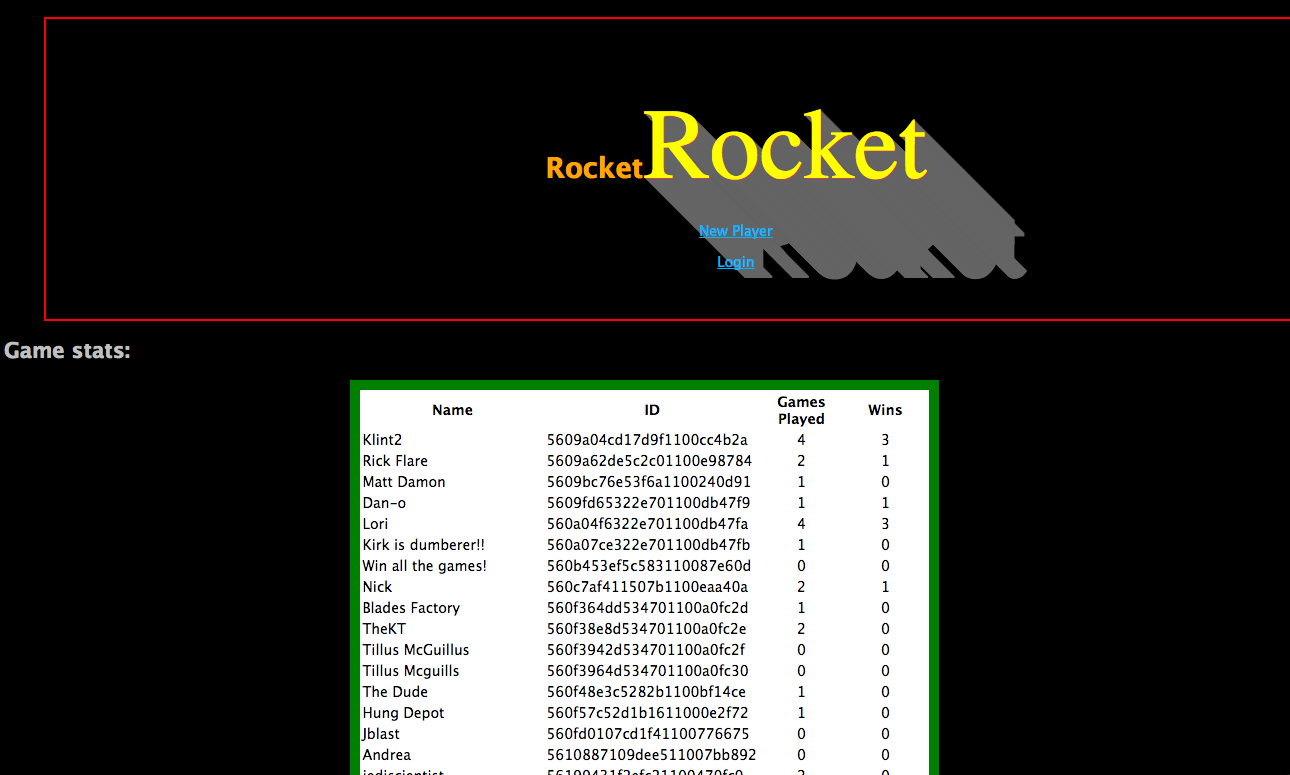 RocketRocket
New Player
Login
Game stats:
Name ID Games Played Wins
Klint2 5609a04cd17d9f1100cc4b2a 4 3
Rick Flare 5609a62de5c2c01100e98784 2 1
Matt Damon 5609bc76e53f6a1100240d91 1 0
Dan-o 5609fd65322e701100db47f9 1 1
Lori 560a04f6322e701100db47fa 4 3
Kirk is dumberer!! 560a07ce322e701100db47fb 1 0
Win all the games! 560b453ef5c583110087e60d 0 0
Nick 560c7af411507b1100eaa40a 2 1
Blades Factory 560f364dd534701100a0fc2d 1 0
TheKT 560f38e8d534701100a0fc2e 2 0
Tillus McGuillus 560f3942d534701100a0fc2f 0 0
Tillus Mcguills 560f3964d534701100a0fc30 0 0
The Dude 560f48e3c5282b1100bf14ce 1 0
Hung Depot 560f57c52d1b1611000e2f72 1 0
Jblast 560fd0107cd1f41100776675 0 0
Andrea 5610887109dee511007bb892 0 0
jediscientist